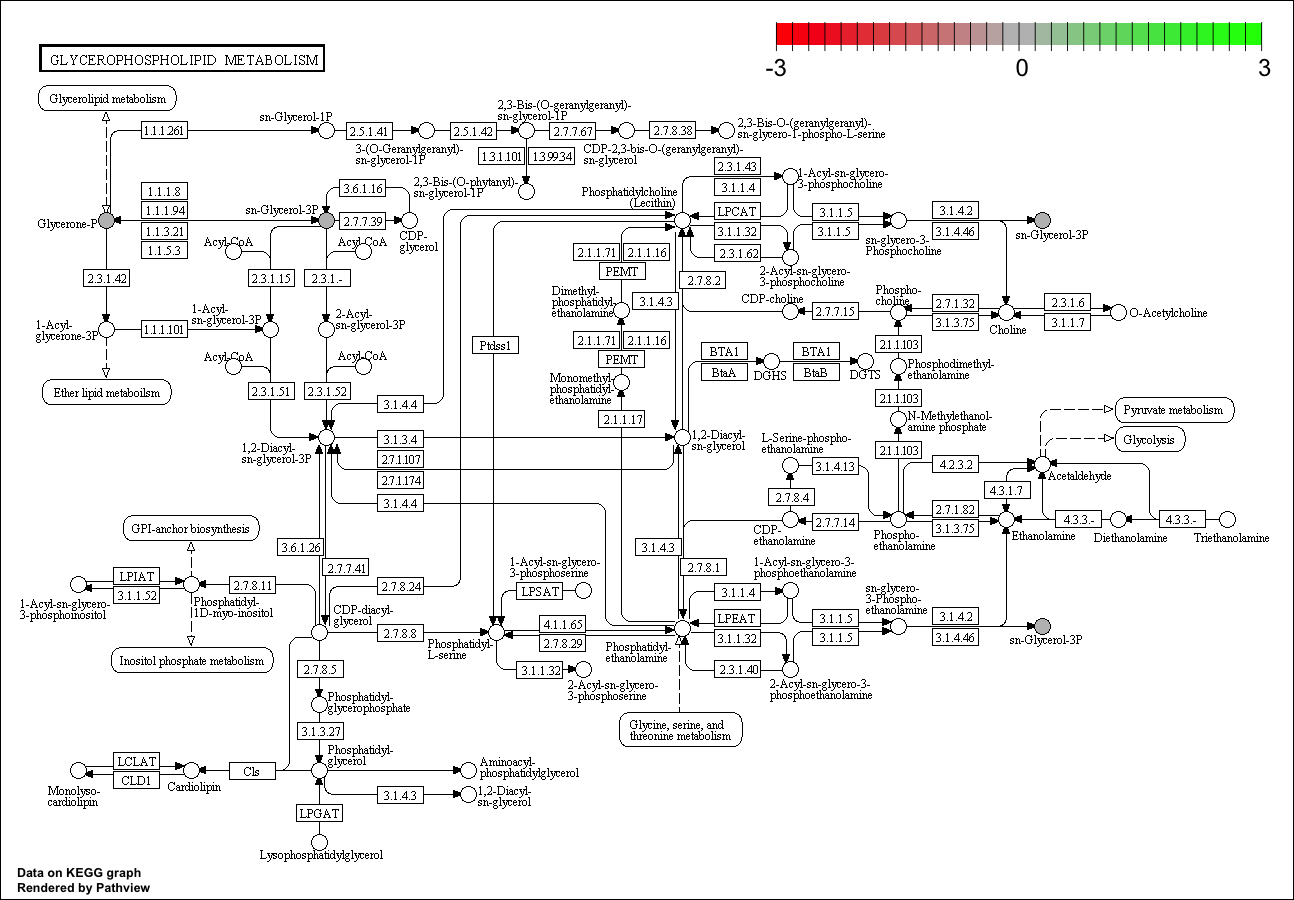 -3
0
3
GLYCEROPHOSPHOLIPID METABOLISM
Glycerolipid metabolism
1.1.1.261
sn-Glycerol-1P
2.5.1.41
3-(O-Geranylgeranyl)-
sn-glycerol-1P
2.5.1.42
2,3-Bis-(O-geranylgeranyl)-
sn-glycerol-1P
2.7.7.67
CDP-2,3-bis-O-(geranylgeranyl)-
sn-glycerol
2.7.8.38
2,3-Bis-O-(geranylgeranyl)-
sn-glycero-1-phospho-L-serine
1.3.1.101
1.3.99.34
2,3-Bis-(O-phytanyl)-
sn-glycerol-1P
1.1.1.8
1.1.1.94
1.1.3.21
1.1.5.3
Glycerone-P
sn-Glycerol-3P
3.6.1.16
2.7.7.39
CDP-
glycerol
Acyl-CoA
Acyl-CoA
2.3.1.42
2.3.1.15
2.3.1.-
1-Acyl-
glycerone-3P
1.1.1.101
1-Acyl-
sn-glycerol-3P
2-Acyl-
sn-glycerol-3P
Acyl-CoA
Acyl-CoA
Ether lipid metaboilsm
2.3.1.51
2.3.1.52
3.1.4.4
1,2-Diacyl-
sn-glycerol-3P
3.1.3.4
2.7.1.107
2.7.1.174
3.1.4.4
Ptdss1
Phosphatidylcholine
(Lecithin)
2.3.1.43
3.1.1.4
LPCAT
3.1.1.32
2.3.1.62
1-Acyl-sn-glycero-
3-phosphocholine
2-Acyl-sn-glycero-
3-phosphocholine
3.1.1.5
3.1.1.5
sn-glycero-3-
Phosphocholine
3.1.4.2
3.1.4.46
sn-Glycerol-3P
2.1.1.71
2.1.1.16
PEMT
Dimethyl-
phosphatidyl-
ethanolamine
3.1.4.3
2.7.8.2
CDP-choline
2.7.7.15
Phospho-
choline
2.7.1.32
3.1.3.75
Choline
2.3.1.6
3.1.1.7
O-Acetylcholine
2.1.1.71
2.1.1.16
PEMT
Monomethyl-
phosphatidyl-
ethanolamine
2.1.1.17
BTA1
BtaA
DGHS
BTA1
BtaB
DGTS
2.1.1.103
Phosphodimethyl-
ethanolamine
2.1.1.103
N-Methylethanol-
amine phosphate
2.1.1.103
Pyruvate metabolism
Glycolysis
1,2-Diacyl-
sn-glycerol
L-Serine-phospho-
ethanolamine
3.1.4.13
2.7.8.4
CDP-
ethanolamine
2.7.7.14
Phospho-
ethanolamine
4.2.3.2
Acetaldehyde
4.3.1.7
2.7.1.82
3.1.3.75
Ethanolamine
4.3.3.-
Diethanolamine
4.3.3.-
Triethanolamine
GPI-anchor biosynthesis
3.6.1.26
2.7.7.41
2.7.8.24
3.1.4.3
2.7.8.1
LPIAT
3.1.1.52
1-Acyl-sn-glycero-
3-phosphoinositol
2.7.8.11
Phosphatidyl-
1D-myo-inositol
CDP-diacyl-
glycerol
2.7.8.8
Phosphatidyl-
L-serine
1-Acyl-sn-glycero-
3-phosphoserine
LPSAT
4.1.1.65
2.7.8.29
3.1.1.32
2-Acyl-sn-glycero-
3-phosphoserine
Phosphatidyl-
ethanolamine
1-Acyl-sn-glycero-3-
phosphoethanolamine
3.1.1.4
LPEAT
3.1.1.32
2.3.1.40
2-Acyl-sn-glycero-3-
phosphoethanolamine
3.1.1.5
3.1.1.5
sn-glycero-
3-Phospho-
ethanolamine
3.1.4.2
3.1.4.46
sn-Glycerol-3P
Inositol phosphate metabolism
2.7.8.5
Phosphatidyl-
glycerophosphate
3.1.3.27
Glycine, serine, and
threonine metabolism
Phosphatidyl-
glycerol
LCLAT
CLD1
Monolyso-
cardiolipin
Cardiolipin
Cls
Aminoacyl-
phosphatidylglycerol
3.1.4.3
1,2-Diacyl-
sn-glycerol
LPGAT
Lysophosphatidylglycerol
Data on KEGG graph
Rendered by Pathview